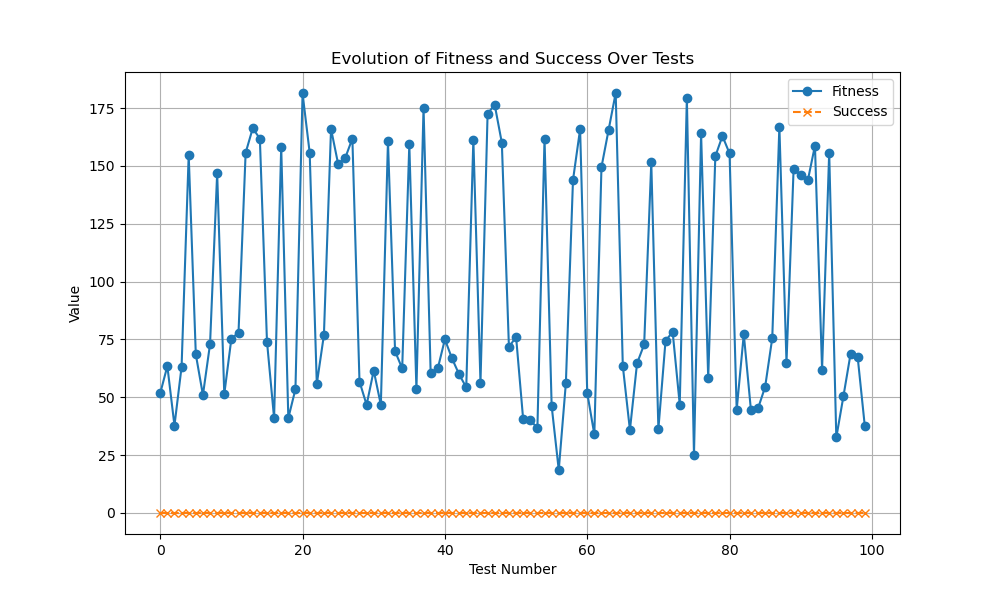 Evolution of Fitness and Success Over Tests
Fitness
Success
175
150
125
100
75
50
25
0
Value
0 20 40 60 80 100
Test Number